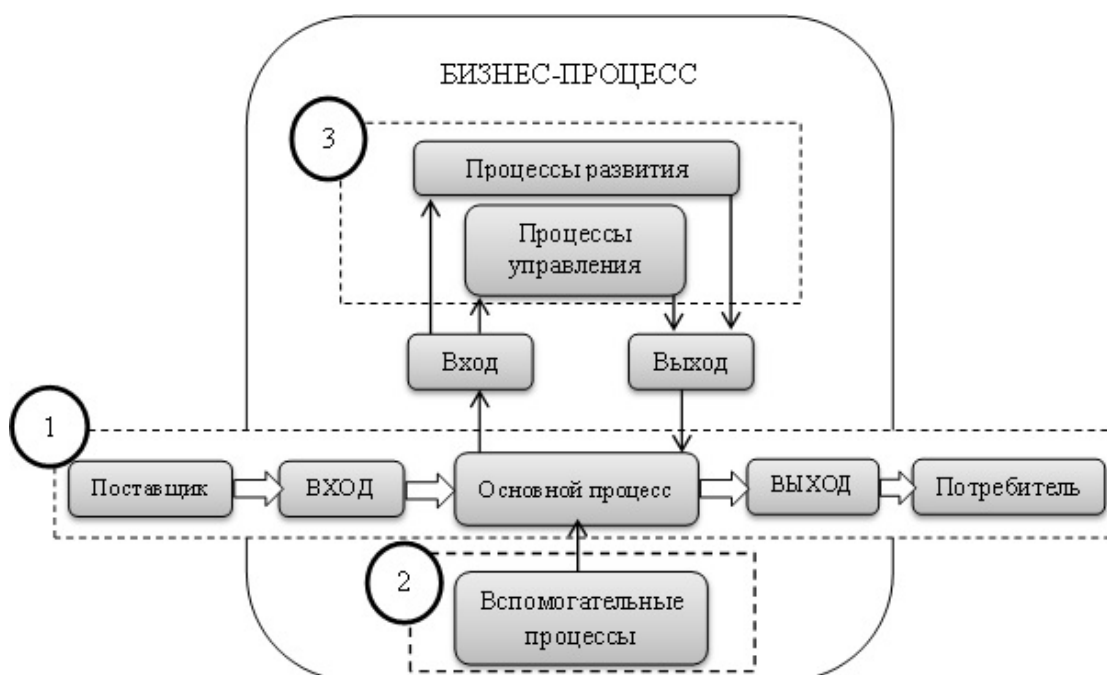 БИЗНЕС-ПРОЦЕСС
3
Процессы развития
Процессы
управления
Вход
Выход
1
Поставщик
ВХОД
Основной процесс
ВЫХОД
Потребитель
2
Вспомогательные
процессы